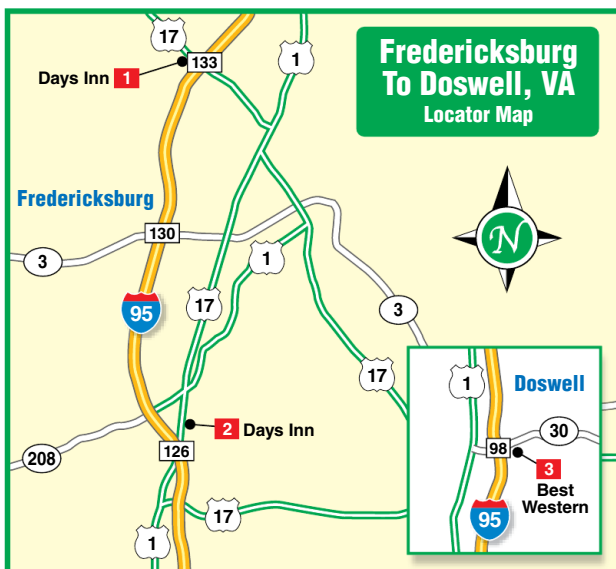 Fredericksburg
To Doswell, VA
Locator Map
17
1
133
Days Inn 1
Fredericksburg
N
130
3
1
17
95
3
17
1
Doswell
2 Days Inn
208
126
98
30
3
Best
Western
95
17
1